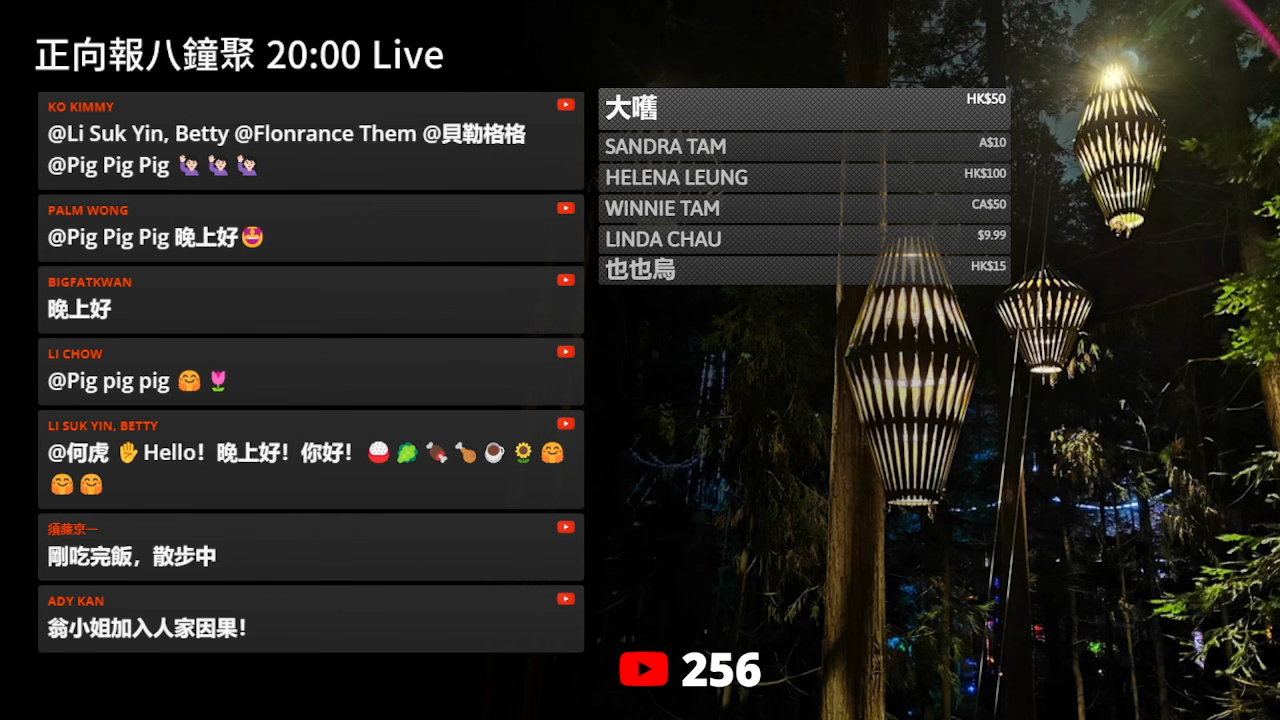 正向報八鐘聚 20:00 Live
KO KIMMY
@Li Suk Yin, Betty @Flonrance Them @貝勒格格
@Pig Pig Pig 🙋🏻‍♀️ 🙋🏻‍♀️ 🙋🏻‍♀️
PALM WONG
@Pig Pig Pig 晚上好🤩
BIGFATKWAN
晚上好
LI CHOW
@Pig pig pig 🤗 🌷
LI SUK YIN, BETTY
@何虎 ✋Hello！晚上好！你好！ 🍚 🥦 🍖 🍗 ☕ 🌻 🤗
🤗 🤗
須藤京一
剛吃完飯，散步中
ADY KAN
翁小姐加入人家因果！
大嚿 HK$50
SANDRA TAM A$10
HELENA LEUNG HK$100
WINNIE TAM CA$50
LINDA CHAU $9.99
也也烏 HK$15
256